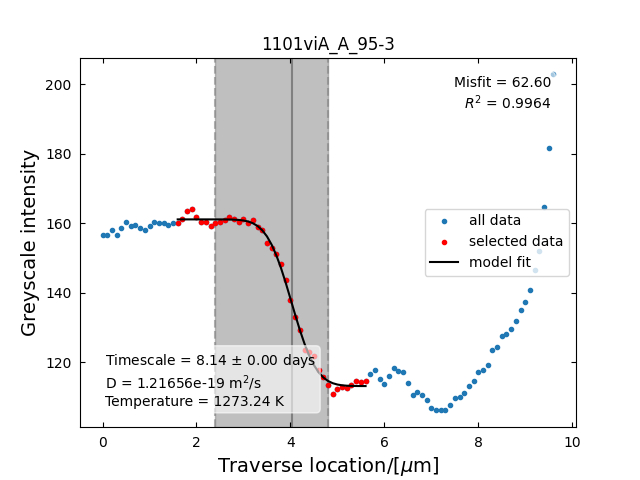 1101viA_A_95-3
Misfit = 62.60
R² = 0.9964
all data
selected data
model fit
Timescale = 8.14 ± 0.00 days
D = 1.21656e-19 m²/s
Temperature = 1273.24 K
Greyscale intensity
200
180
160
140
120
0 2 4 6 8 10
Traverse location/[μm]